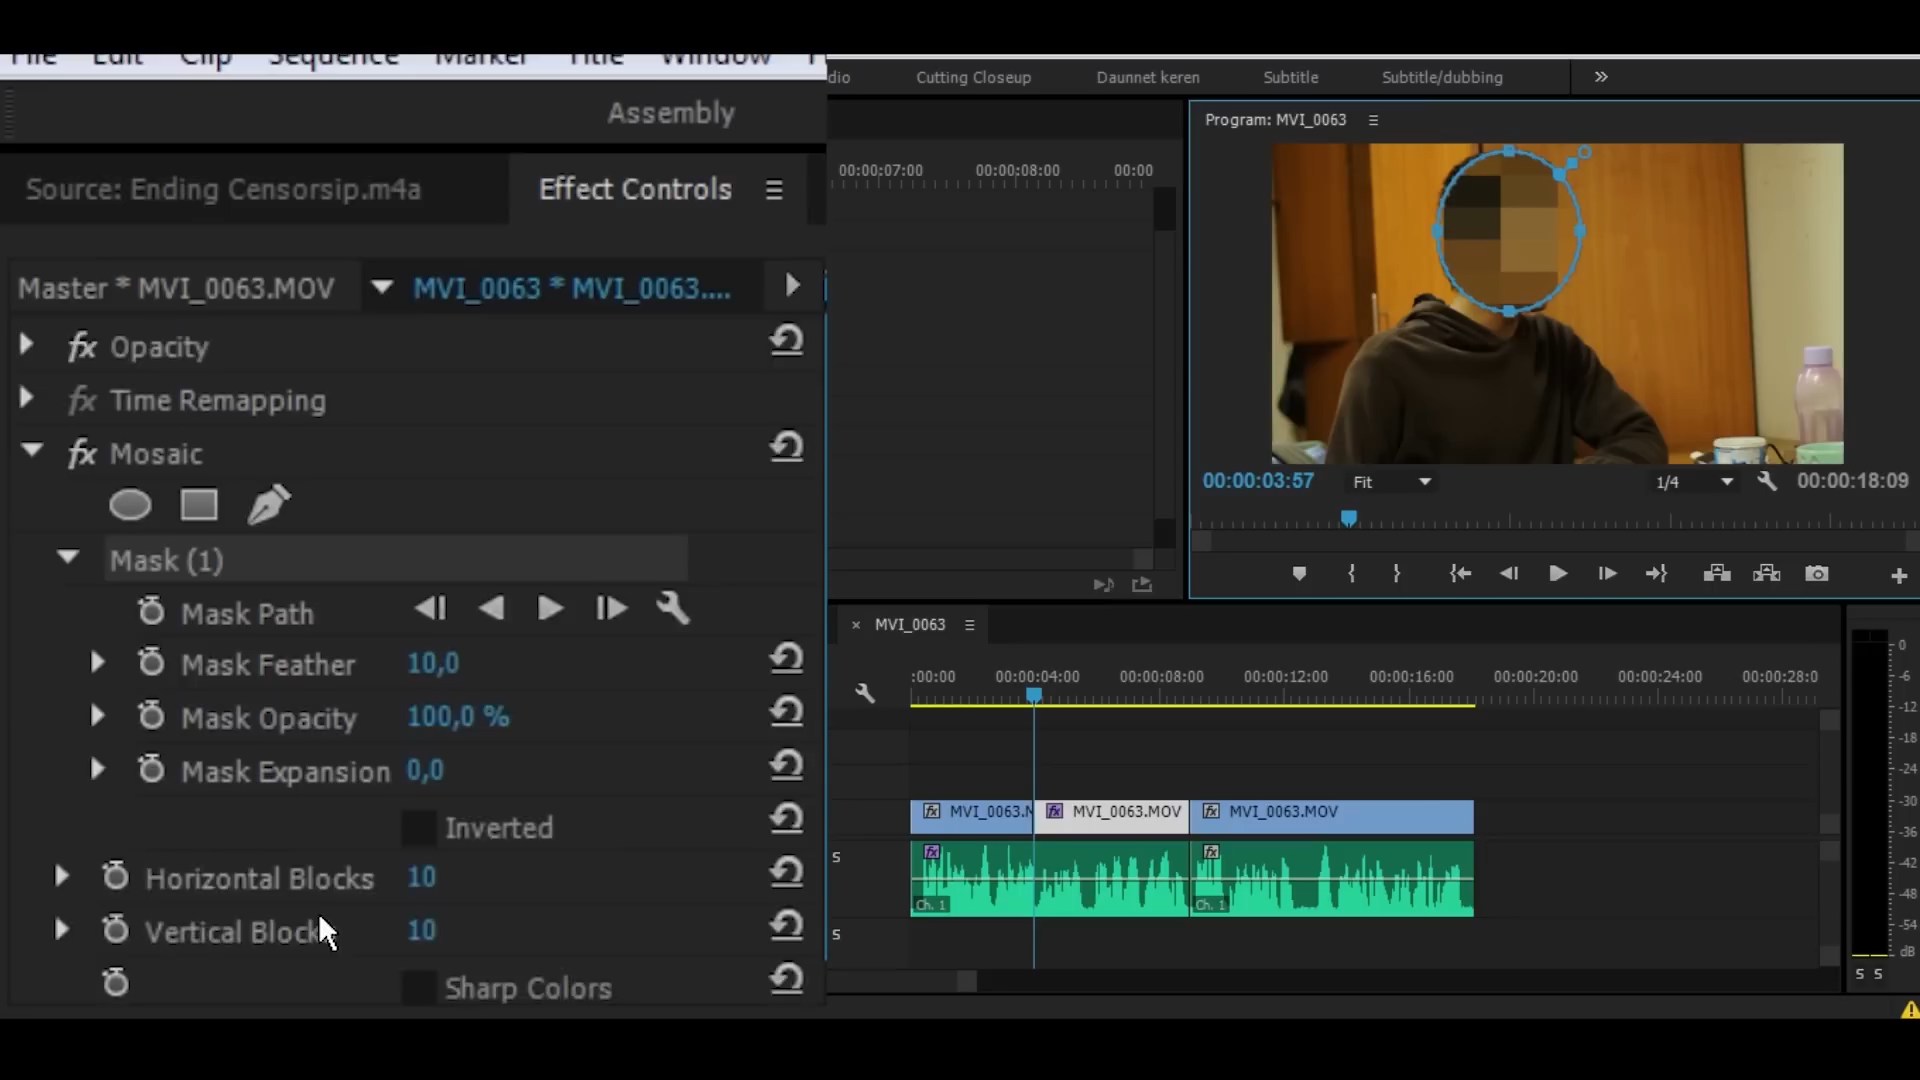 File Edit Clip Sequence Marker Title Window
Assembly
dio Cutting Closeup Daunnet keren Subtitle Subtitle/dubbing
Source: Ending Censorsip.m4a Effect Controls
Program: MVI_0063
00:00:07:00 00:00:08:00 00:00
Master * MVI_0063.MOV MVI_0063 * MVI_0063....
fx Opacity
fx Time Remapping
fx Mosaic
Mask (1)
Mask Path
Mask Feather 10,0
Mask Opacity 100,0 %
Mask Expansion 0,0
Inverted
Horizontal Blocks 10
Vertical Block 10
Sharp Colors
00:00:03:57 Fit 1/4 00:00:18:09
× MVI_0063
:00:00 00:00:04:00 00:00:08:00 00:00:12:00 00:00:16:00 00:00:20:00 00:00:24:00 00:00:28:0
fx MVI_0063.M fx MVI_0063.MOV fx MVI_0063.MOV
fx fx
Ch. 1 Ch. 1
S
S
0
-6
-12
-18
-24
-30
-36
-42
-48
-54
dB
S S